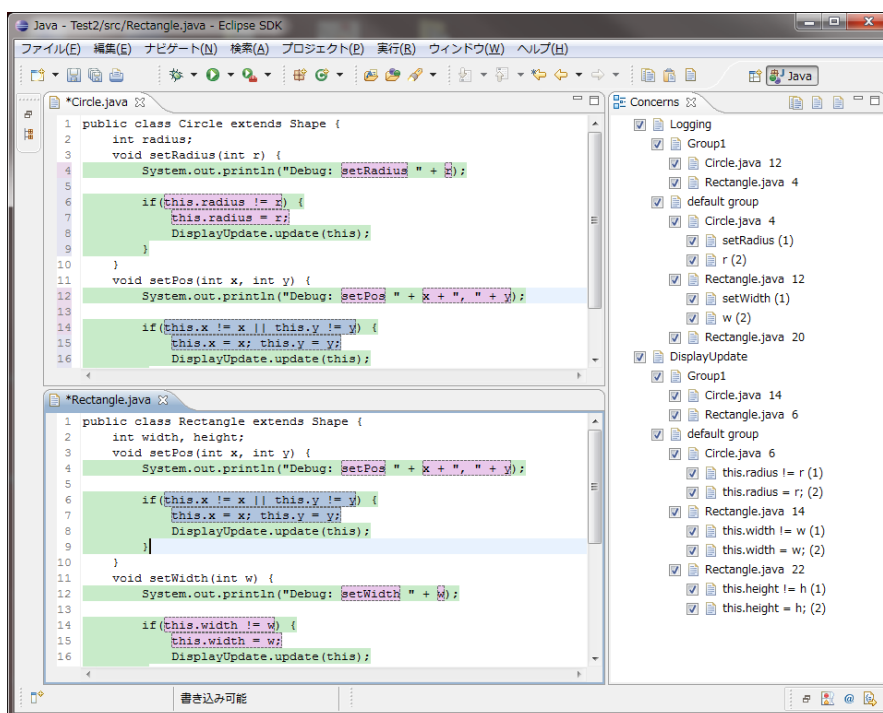 Java - Test2/src/Rectangle.java - Eclipse SDK
ファイル(F) 編集(E) ナビゲート(N) 検索(A) プロジェクト(P) 実行(R) ウィンドウ(W) ヘルプ(H)
Java
*Circle.java
1 public class Circle extends Shape {
2 int radius;
3 void setRadius(int r) {
4 System.out.println("Debug: setRadius " + r);
5
6 if(this.radius != r) {
7 this.radius = r;
8 DisplayUpdate.update(this);
9 }
10 }
11 void setPos(int x, int y) {
12 System.out.println("Debug: setPos " + x + ", " + y);
13
14 if(this.x != x || this.y != y) {
15 this.x = x; this.y = y;
16 DisplayUpdate.update(this);
*Rectangle.java
1 public class Rectangle extends Shape {
2 int width, height;
3 void setPos(int x, int y) {
4 System.out.println("Debug: setPos " + x + ", " + y);
5
6 if(this.x != x || this.y != y) {
7 this.x = x; this.y = y;
8 DisplayUpdate.update(this);
9 }
10 }
11 void setWidth(int w) {
12 System.out.println("Debug: setWidth " + w);
13
14 if(this.width != w) {
15 this.width = w;
16 DisplayUpdate.update(this);
Concerns
Logging
Group1
Circle.java 12
Rectangle.java 4
default group
Circle.java 4
setRadius (1)
r (2)
Rectangle.java 12
setWidth (1)
w (2)
Rectangle.java 20
DisplayUpdate
Group1
Circle.java 14
Rectangle.java 6
default group
Circle.java 6
this.radius != r (1)
this.radius = r; (2)
Rectangle.java 14
this.width != w (1)
this.width = w; (2)
Rectangle.java 22
this.height != h (1)
this.height = h; (2)
書き込み可能